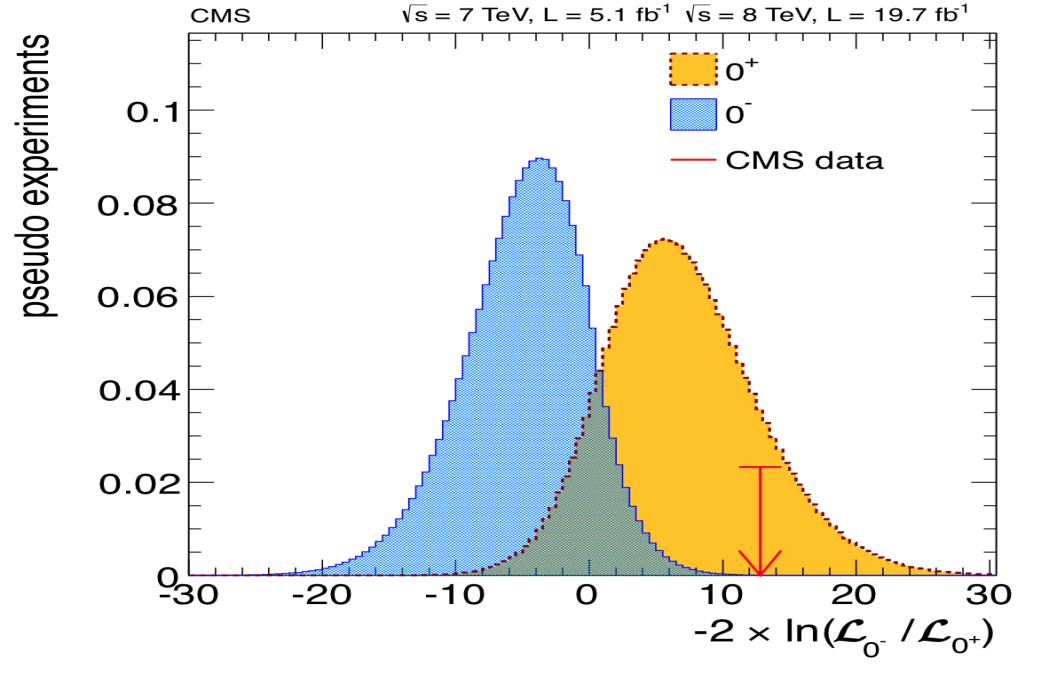 CMS √s = 7 TeV, L = 5.1 fb⁻¹ √s = 8 TeV, L = 19.7 fb⁻¹
pseudo experiments
0⁺
0⁻
CMS data
0.1
0.08
0.06
0.04
0.02
0
-30 -20 -10 0 10 20 30
-2 × ln(𝓛₀- /𝓛₀+)